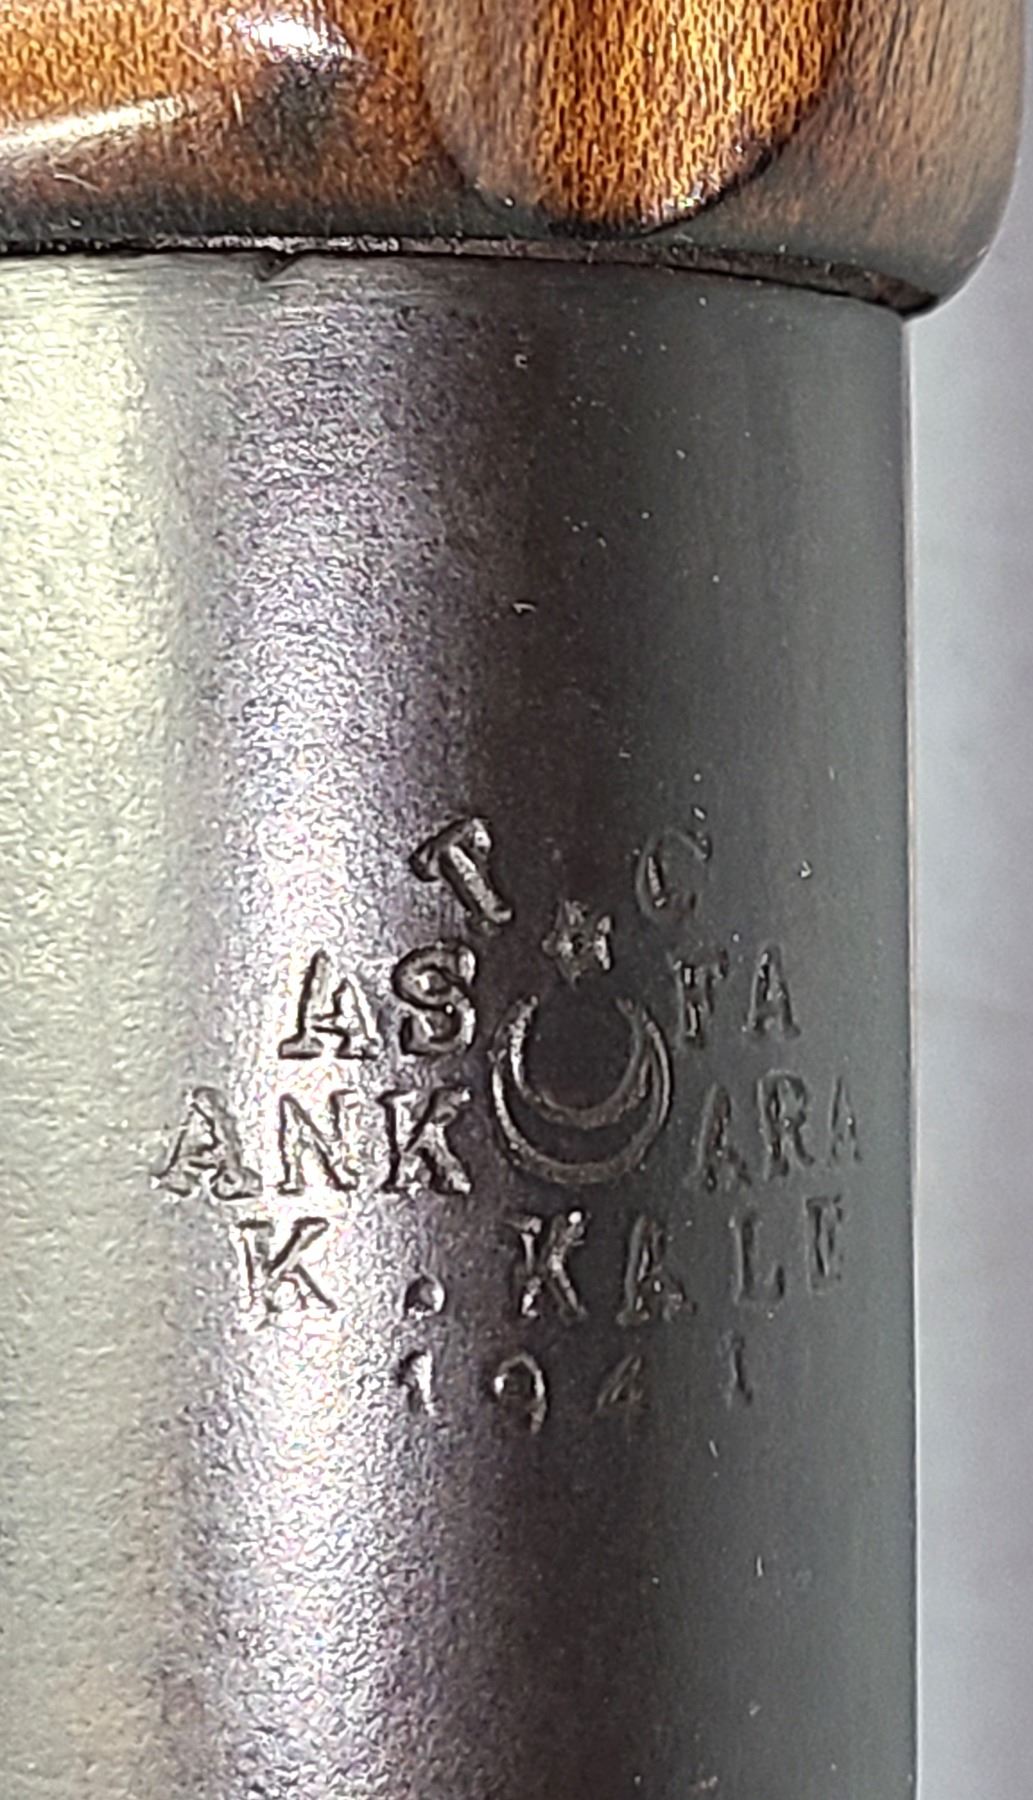 T C
AS FA
ANK ARA
K. KALE
1941